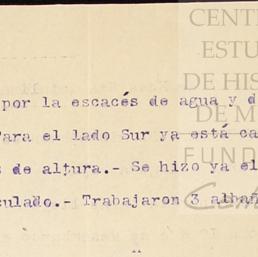 CENT
ESTU
DE HIS
DE M
FUND
por la escacés de agua y d
Para el lado Sur ya está ca
s de altura.- Se hizo ya el
culado.- Trabajaron 3 albañ